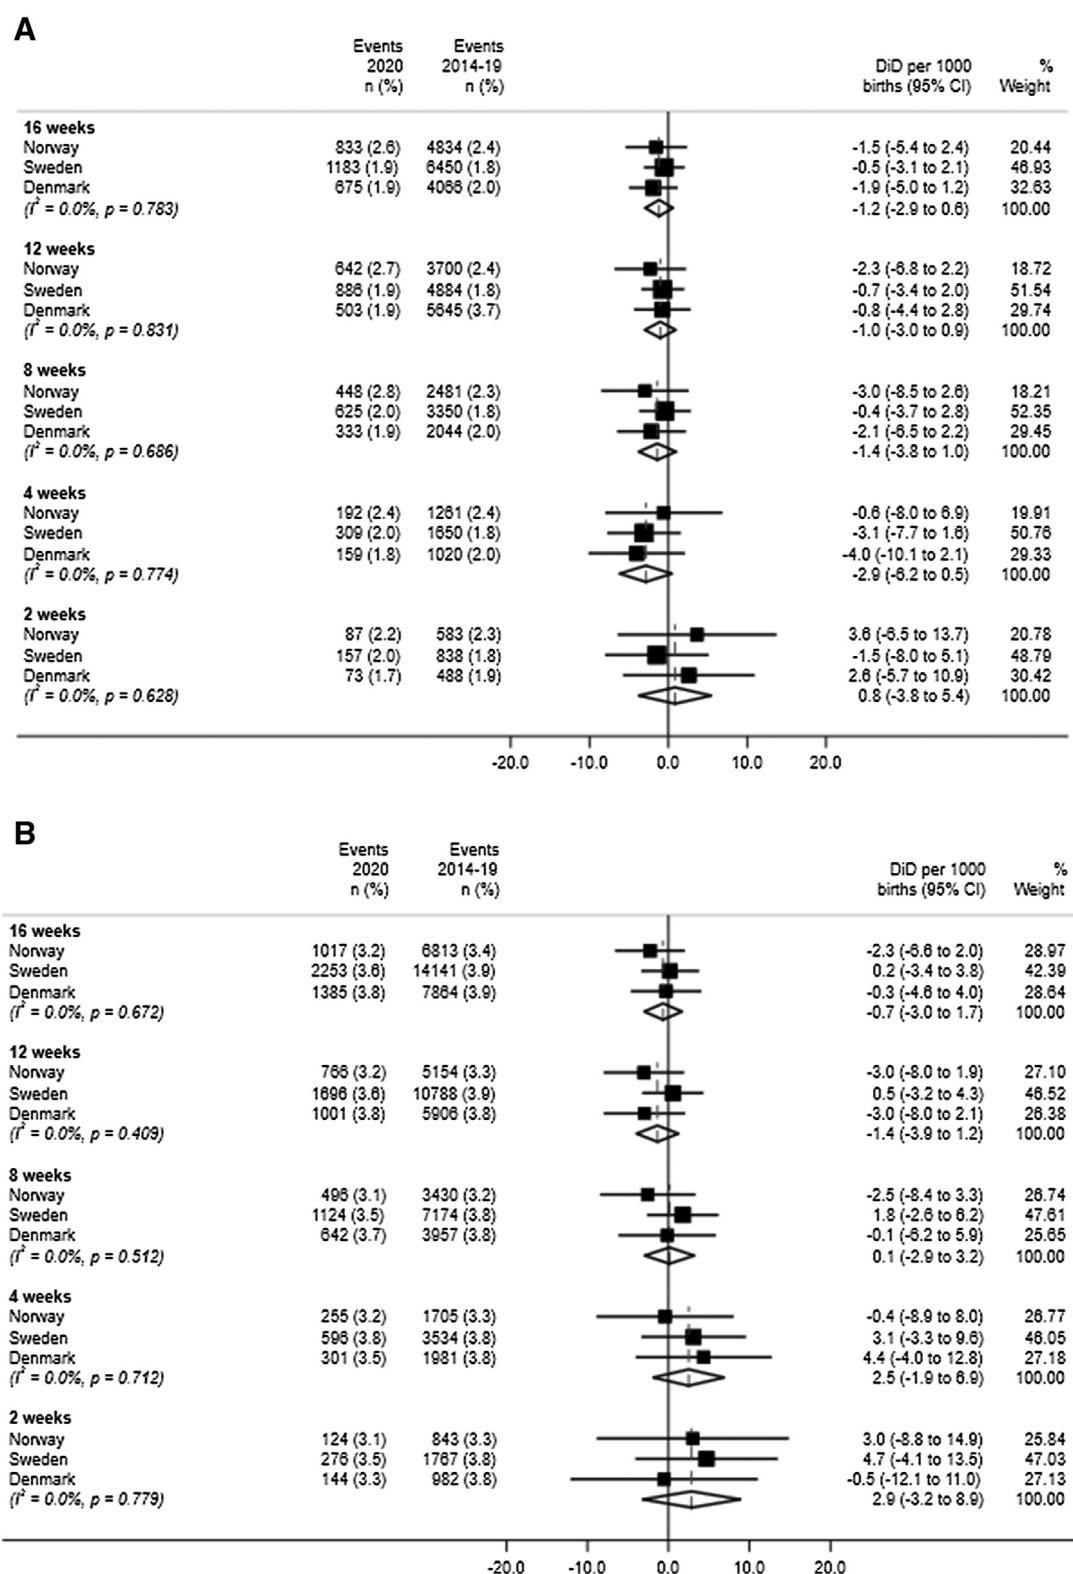 A
Events Events
2020 2014-19 DiD per 1000 %
n (%) n (%) births (95% CI) Weight
16 weeks
Norway 833 (2.6) 4834 (2.4) -1.5 (-5.4 to 2.4) 20.44
Sweden 1183 (1.9) 6450 (1.8) -0.5 (-3.1 to 2.1) 46.93
Denmark 675 (1.9) 4066 (2.0) -1.9 (-5.0 to 1.2) 32.63
(I² = 0.0%, p = 0.783) -1.2 (-2.9 to 0.6) 100.00
12 weeks
Norway 642 (2.7) 3700 (2.4) -2.3 (-6.8 to 2.2) 18.72
Sweden 886 (1.9) 4884 (1.8) -0.7 (-3.4 to 2.0) 51.54
Denmark 503 (1.9) 5645 (3.7) -0.8 (-4.4 to 2.8) 29.74
(I² = 0.0%, p = 0.831) -1.0 (-3.0 to 0.9) 100.00
8 weeks
Norway 448 (2.8) 2481 (2.3) -3.0 (-8.5 to 2.6) 18.21
Sweden 625 (2.0) 3350 (1.8) -0.4 (-3.7 to 2.8) 52.35
Denmark 333 (1.9) 2044 (2.0) -2.1 (-6.5 to 2.2) 29.45
(I² = 0.0%, p = 0.686) -1.4 (-3.8 to 1.0) 100.00
4 weeks
Norway 192 (2.4) 1261 (2.4) -0.6 (-8.0 to 6.9) 19.91
Sweden 309 (2.0) 1650 (1.8) -3.1 (-7.7 to 1.6) 50.76
Denmark 159 (1.8) 1020 (2.0) -4.0 (-10.1 to 2.1) 29.33
(I² = 0.0%, p = 0.774) -2.9 (-6.2 to 0.5) 100.00
2 weeks
Norway 87 (2.2) 583 (2.3) 3.6 (-6.5 to 13.7) 20.78
Sweden 157 (2.0) 838 (1.8) -1.5 (-8.0 to 5.1) 48.79
Denmark 73 (1.7) 488 (1.9) 2.6 (-5.7 to 10.9) 30.42
(I² = 0.0%, p = 0.628) 0.8 (-3.8 to 5.4) 100.00
-20.0 -10.0 0.0 10.0 20.0
B
Events Events
2020 2014-19 DiD per 1000 %
n (%) n (%) births (95% CI) Weight
16 weeks
Norway 1017 (3.2) 6813 (3.4) -2.3 (-6.6 to 2.0) 28.97
Sweden 2253 (3.6) 14141 (3.9) 0.2 (-3.4 to 3.8) 42.39
Denmark 1385 (3.8) 7864 (3.9) -0.3 (-4.6 to 4.0) 28.64
(I² = 0.0%, p = 0.672) -0.7 (-3.0 to 1.7) 100.00
12 weeks
Norway 766 (3.2) 5154 (3.3) -3.0 (-8.0 to 1.9) 27.10
Sweden 1696 (3.6) 10788 (3.9) 0.5 (-3.2 to 4.3) 46.52
Denmark 1001 (3.8) 5906 (3.8) -3.0 (-8.0 to 2.1) 26.38
(I² = 0.0%, p = 0.409) -1.4 (-3.9 to 1.2) 100.00
8 weeks
Norway 496 (3.1) 3430 (3.2) -2.5 (-8.4 to 3.3) 26.74
Sweden 1124 (3.5) 7174 (3.8) 1.8 (-2.6 to 6.2) 47.61
Denmark 642 (3.7) 3957 (3.8) -0.1 (-6.2 to 5.9) 25.65
(I² = 0.0%, p = 0.512) 0.1 (-2.9 to 3.2) 100.00
4 weeks
Norway 255 (3.2) 1705 (3.3) -0.4 (-8.9 to 8.0) 26.77
Sweden 596 (3.8) 3534 (3.8) 3.1 (-3.3 to 9.6) 46.05
Denmark 301 (3.5) 1981 (3.8) 4.4 (-4.0 to 12.8) 27.18
(I² = 0.0%, p = 0.712) 2.5 (-1.9 to 6.9) 100.00
2 weeks
Norway 124 (3.1) 843 (3.3) 3.0 (-8.8 to 14.9) 25.84
Sweden 276 (3.5) 1767 (3.8) 4.7 (-4.1 to 13.5) 47.03
Denmark 144 (3.3) 982 (3.8) -0.5 (-12.1 to 11.0) 27.13
(I² = 0.0%, p = 0.779) 2.9 (-3.2 to 8.9) 100.00
-20.0 -10.0 0.0 10.0 20.0